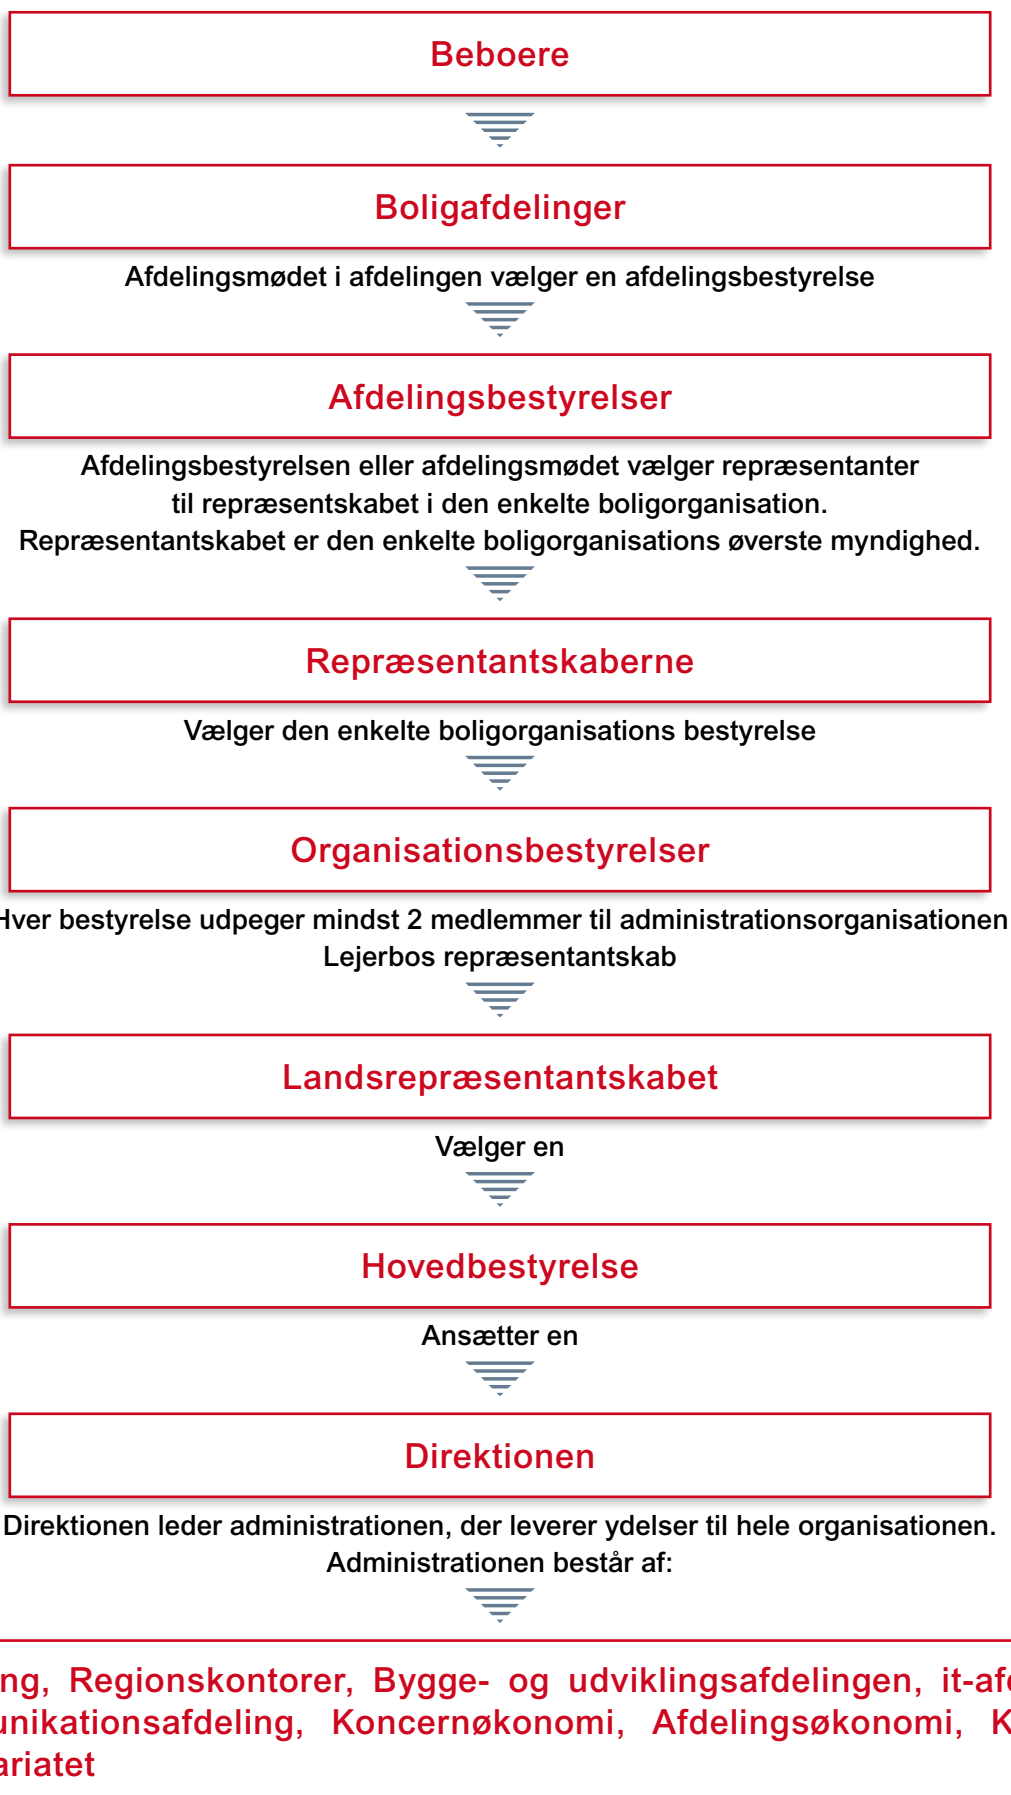 Beboere
Boligafdelinger
Afdelingsmødet i afdelingen vælger en afdelingsbestyrelse
Afdelingsbestyrelser
Afdelingsbestyrelsen eller afdelingsmødet vælger repræsentanter
til repræsentskabet i den enkelte boligorganisation.
Repræsentantskabet er den enkelte boligorganisations øverste myndighed.
Repræsentantskaberne
Vælger den enkelte boligorganisations bestyrelse
Organisationsbestyrelser
Hver bestyrelse udpeger mindst 2 medlemmer til administrationsorganisationen
Lejerbos repræsentantskab
Landsrepræsentantskabet
Vælger en
Hovedbestyrelse
Ansætter en
Direktionen
Direktionen leder administrationen, der leverer ydelser til hele organisationen.
Administrationen består af:
Regionskontorer, Bygge- og udviklingsafdelingen,
Koncernøkonomi, Afdelingsøkonomi,